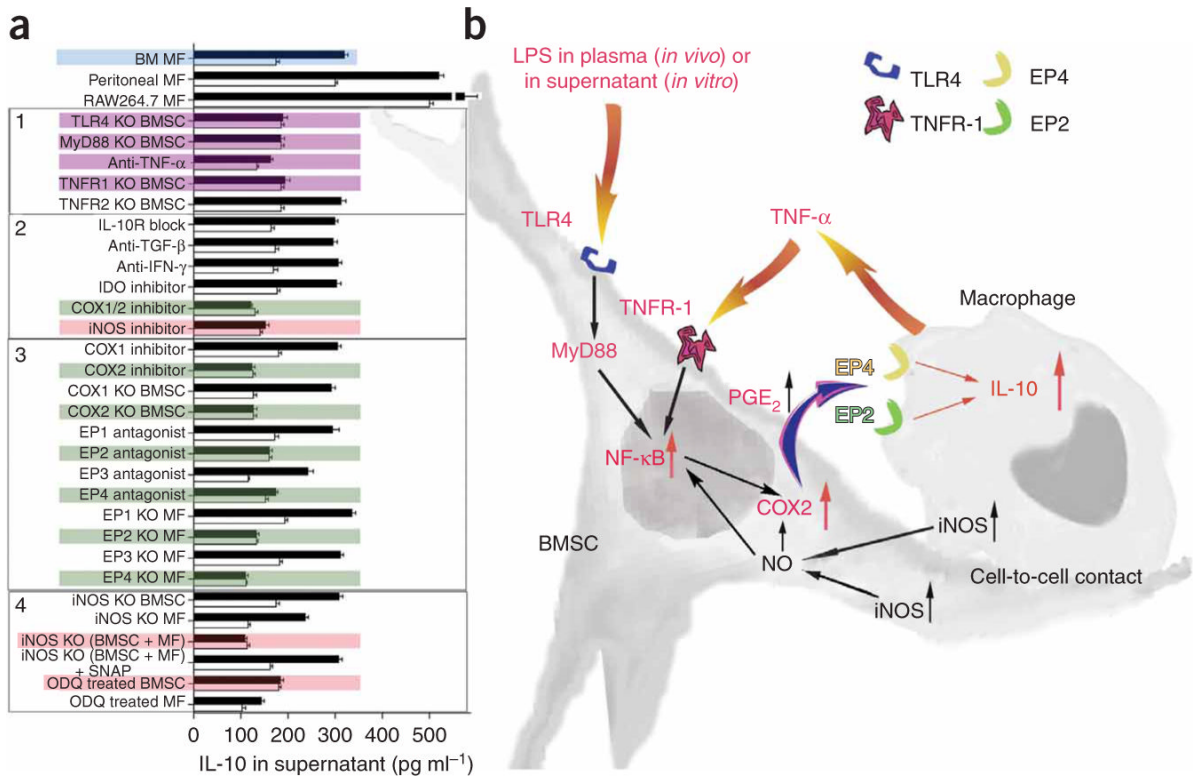 a
BM MF
Peritoneal MF
RAW264.7 MF
1
TLR4 KO BMSC
MyD88 KO BMSC
Anti-TNF-α
TNFR1 KO BMSC
TNFR2 KO BMSC
2
IL-10R block
Anti-TGF-β
Anti-IFN-γ
IDO inhibitor
COX1/2 inhibitor
iNOS inhibitor
3
COX1 inhibitor
COX2 inhibitor
COX1 KO BMSC
COX2 KO BMSC
EP1 antagonist
EP2 antagonist
EP3 antagonist
EP4 antagonist
EP1 KO MF
EP2 KO MF
EP3 KO MF
EP4 KO MF
4
iNOS KO BMSC
iNOS KO MF
iNOS KO (BMSC + MF)
iNOS KO (BMSC + MF)
+ SNAP
ODQ treated BMSC
ODQ treated MF
0 100 200 300 400 500
IL-10 in supernatant (pg ml⁻¹)
b
LPS in plasma (in vivo) or
in supernatant (in vitro)
TLR4
EP4
TNFR-1
EP2
TLR4
TNF-α
TNFR-1
Macrophage
MyD88
EP4
PGE₂
IL-10
EP2
NF-κB
COX2
BMSC
iNOS
NO
Cell-to-cell contact
iNOS